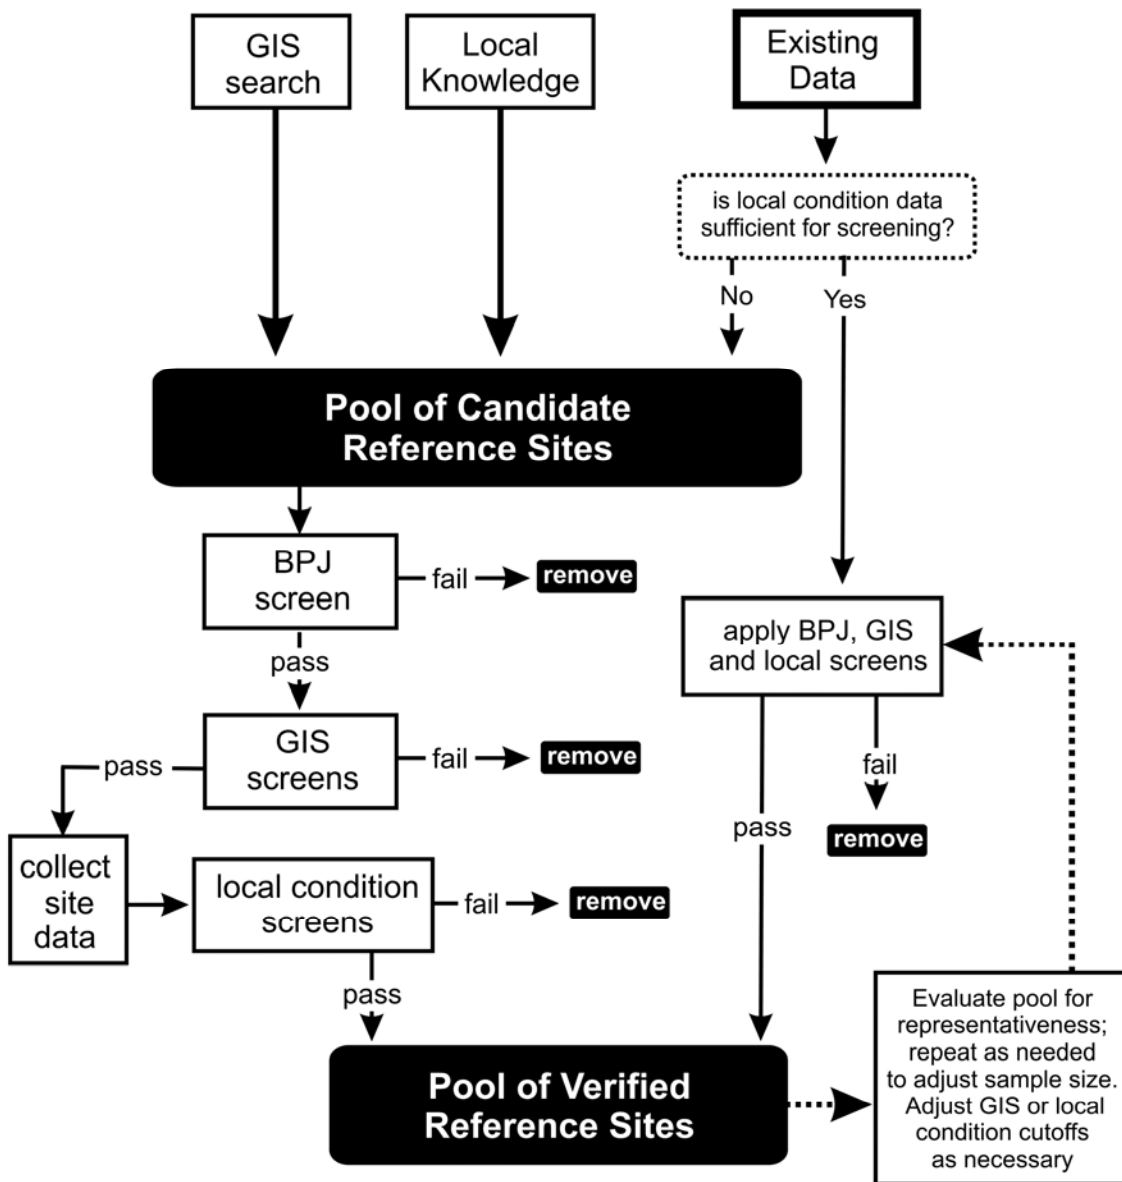 GIS
search
Local
Knowledge
Existing
Data
is local condition data
sufficient for screening?
No
Yes
Pool of Candidate
Reference Sites
BPJ
screen
fail
remove
pass
apply BPJ, GIS
and local screens
GIS
screens
fail
remove
pass
fail
remove
pass
collect
site
data
local condition
screens
fail
remove
pass
Pool of Verified
Reference Sites
Evaluate pool for
representativeness;
repeat as needed
to adjust sample size.
Adjust GIS or local
condition cutoffs
as necessary